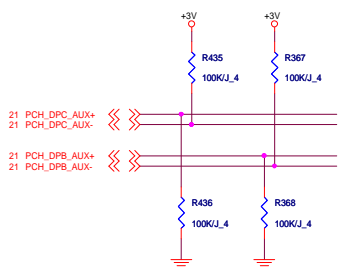 +3V +3V
R435 R367
100K/J_4 100K/J_4
21 PCH_DPC_AUX+
21 PCH_DPC_AUX-
21 PCH_DPB_AUX+
21 PCH_DPB_AUX-
R436 R368
100K/J_4 100K/J_4